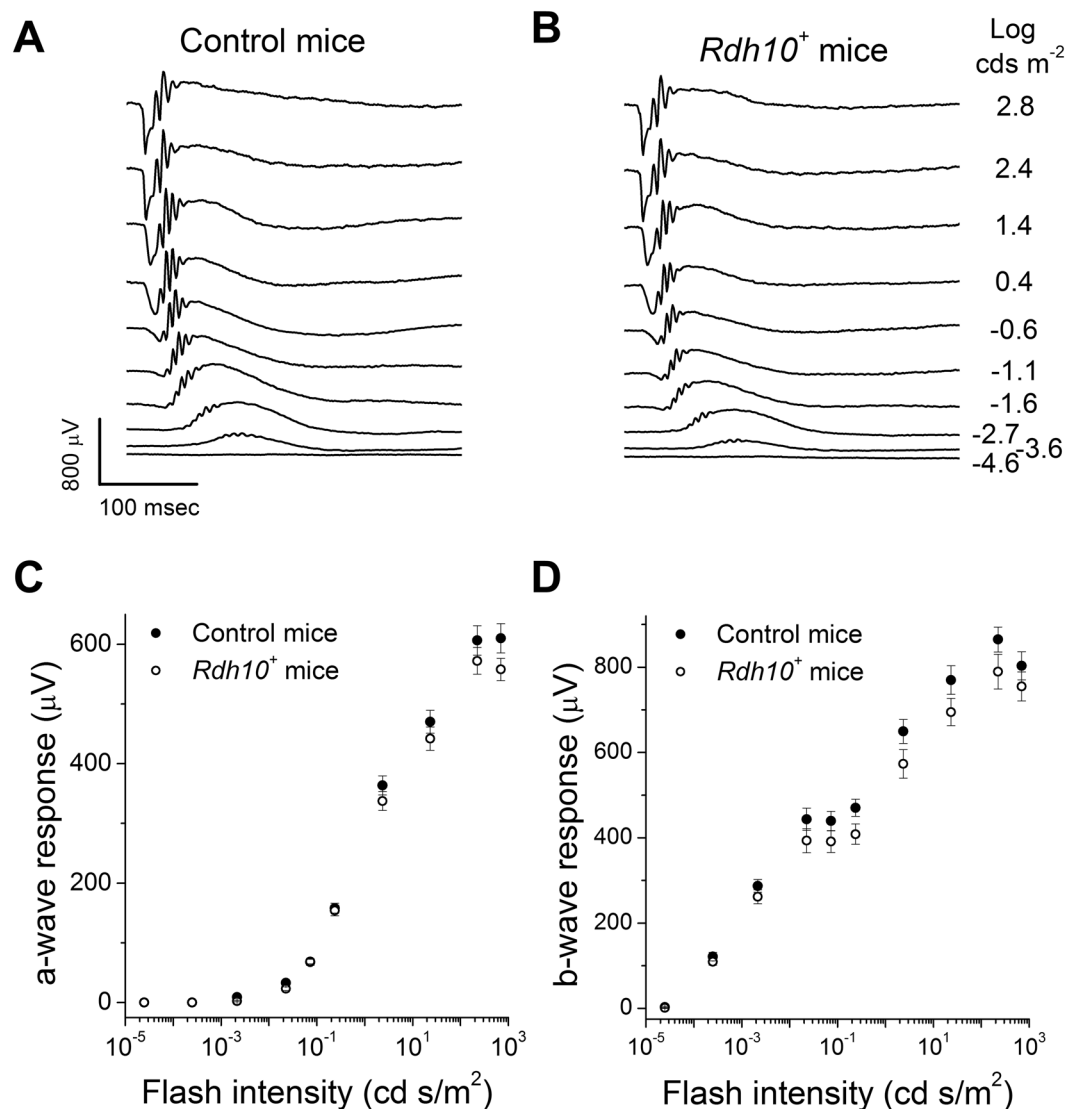 A
Control mice
B
Rdh10⁺ mice
Log
cds m⁻²
2.8
2.4
1.4
0.4
-0.6
-1.1
-1.6
-2.7
-3.6
-4.6
800 μV
100 msec
C
Control mice
Rdh10⁺ mice
a-wave response (μV)
600
400
200
0
10⁻⁵
10⁻³
10⁻¹
10¹
10³
Flash intensity (cd s/m²)
D
Control mice
Rdh10⁺ mice
b-wave response (μV)
800
600
400
200
0
10⁻⁵
10⁻³
10⁻¹
10¹
10³
Flash intensity (cd s/m²)